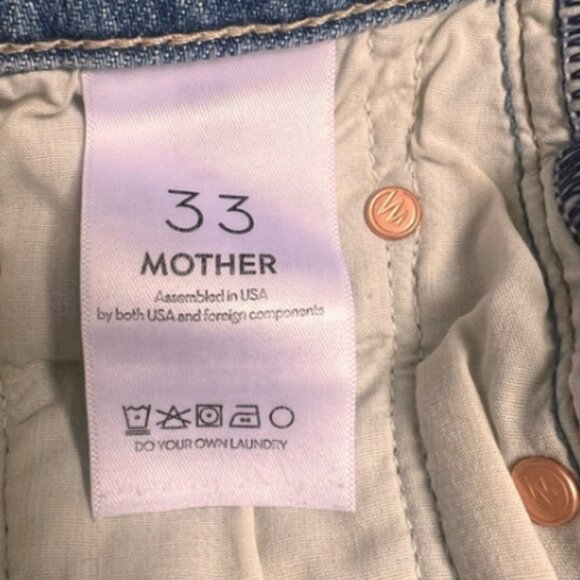 33
MOTHER
Assembled in USA
by both USA and foreign components
DO YOUR OWN LAUNDRY